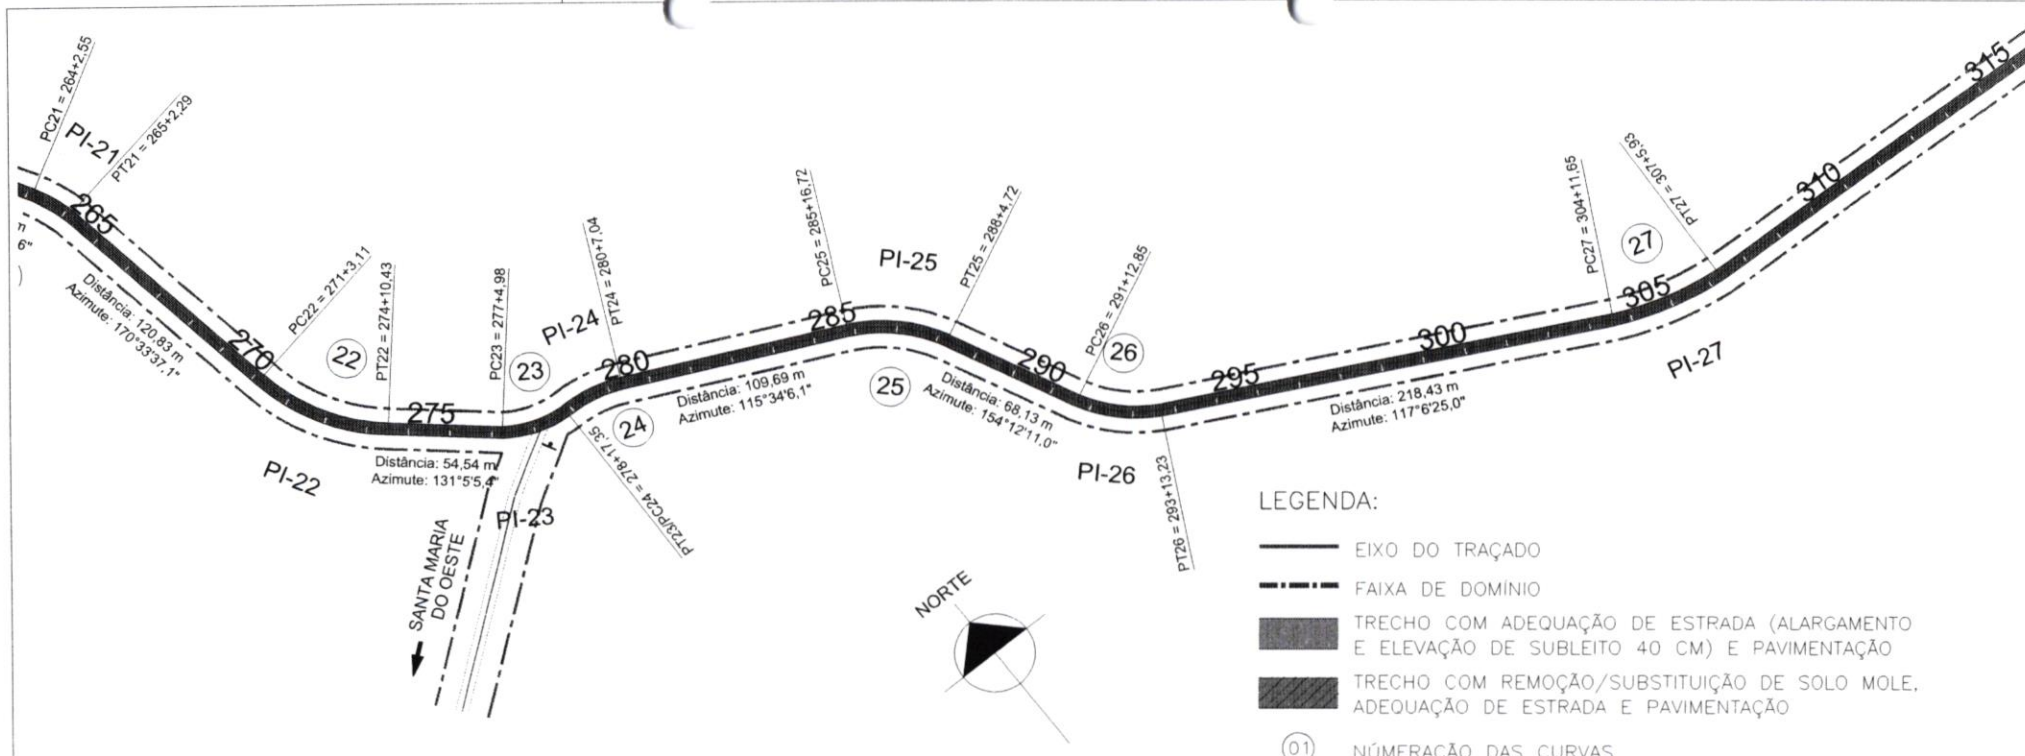 PC21 = 264+2,55
PI-21
PT21 = 265+2,29
265
6"
)
Distância: 120,83 m
Azimute: 170°33'37,1"
270
PC22 = 271+3,11
22
PI-22
PT22 = 274+10,43
275
Distância: 54,54 m
Azimute: 131°5'5,4"
PC23 = 277+4,98
23
PI-23
SANTA MARIA
DO OESTE
PI-24
PT24 = 280+7,04
280
24
PT23/PC24 = 278+17,35
Distância: 109,69 m
Azimute: 115°34'6,1"
PC25 = 285+16,72
285
PI-25
25
PT25 = 288+4,72
Distância: 68,13 m
Azimute: 154°12'11,0"
290
PC26 = 291+12,85
26
PI-26
PT26 = 293+13,23
295
300
Distância: 218,43 m
Azimute: 117°6'25,0"
PC27 = 304+11,65
27
305
PT27 = 307+5,93
PI-27
310
315
NORTE
LEGENDA:
EIXO DO TRAÇADO
FAIXA DE DOMÍNIO
TRECHO COM ADEQUAÇÃO DE ESTRADA (ALARGAMENTO
E ELEVAÇÃO DE SUBLEITO 40 CM) E PAVIMENTAÇÃO
TRECHO COM REMOÇÃO/SUBSTITUIÇÃO DE SOLO MOLE,
ADEQUAÇÃO DE ESTRADA E PAVIMENTAÇÃO
01 NÚMERAÇÃO DAS CURVAS